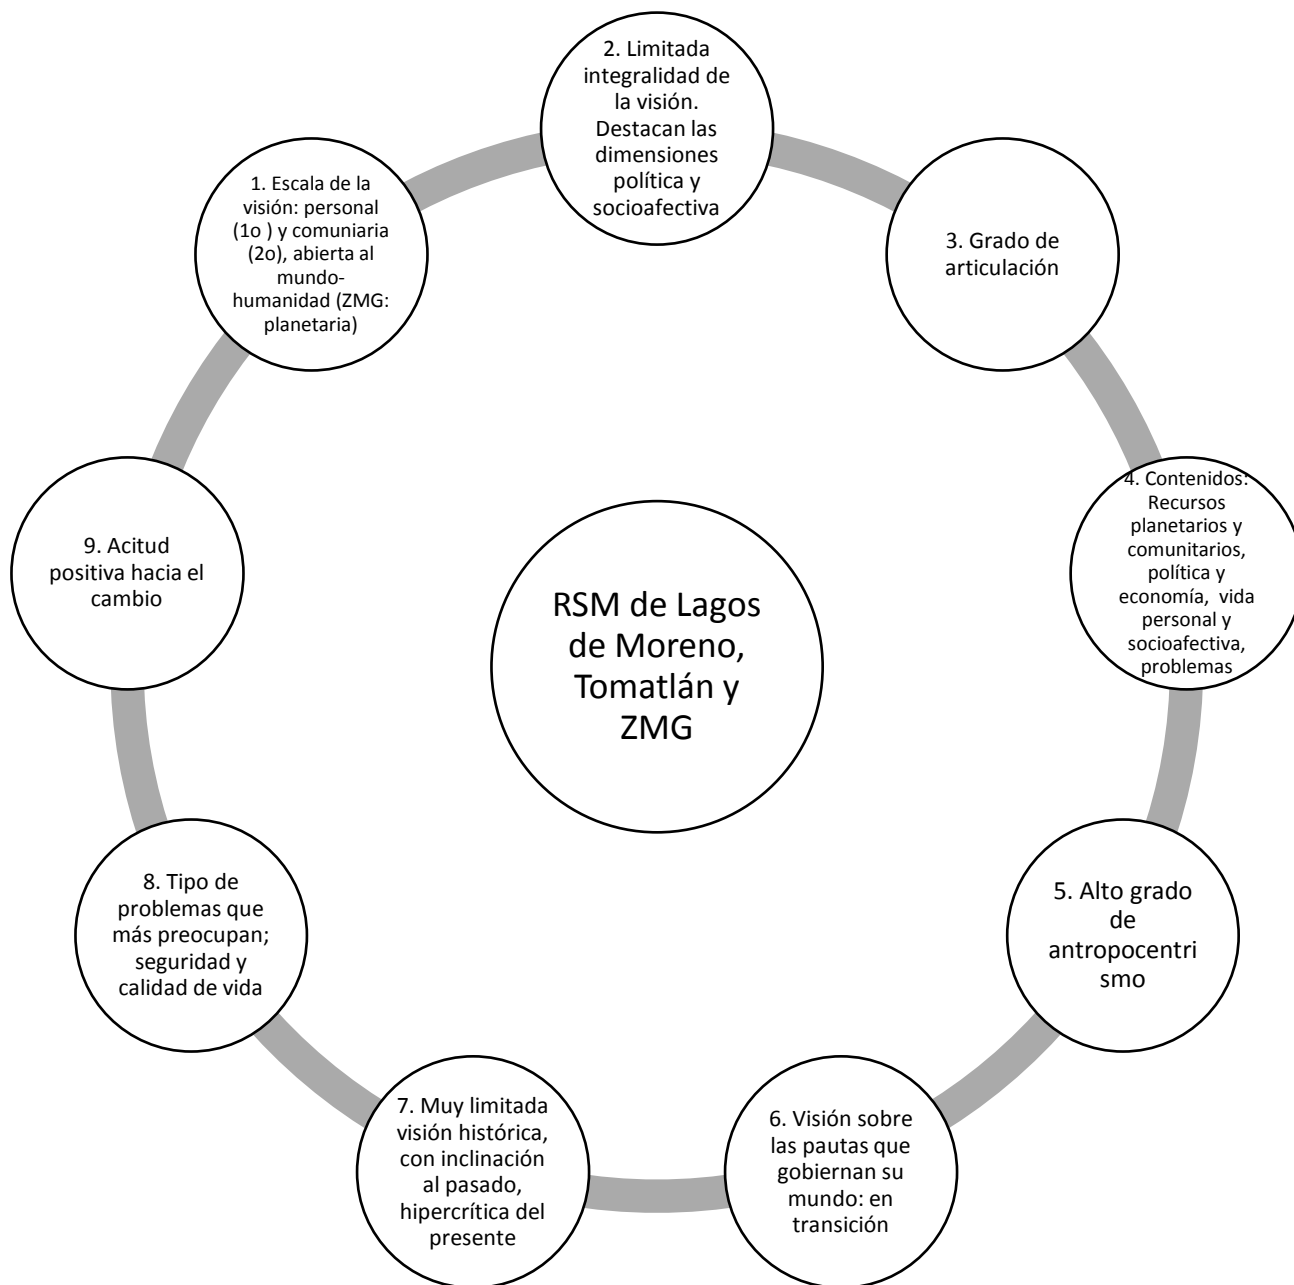 1. Escala de la
visión: personal
(1o ) y comuniaria
(2o), abierta al
mundo-
humanidad (ZMG:
planetaria)
2. Limitada
integralidad de
la visión.
Destacan las
dimensiones
política y
socioafectiva
3. Grado de
articulación
4. Contenidos:
Recursos
planetarios y
comunitarios,
política y
economía, vida
personal y
socioafectiva,
problemas
5. Alto grado
de
antropocentri
smo
6. Visión sobre
las pautas que
gobiernan su
mundo: en
transición
7. Muy limitada
visión histórica,
con inclinación
al pasado,
hipercrítica del
presente
8. Tipo de
problemas que
más preocupan;
seguridad y
calidad de vida
9. Acitud
positiva hacia el
cambio
RSM de Lagos
de Moreno,
Tomatlán y
ZMG